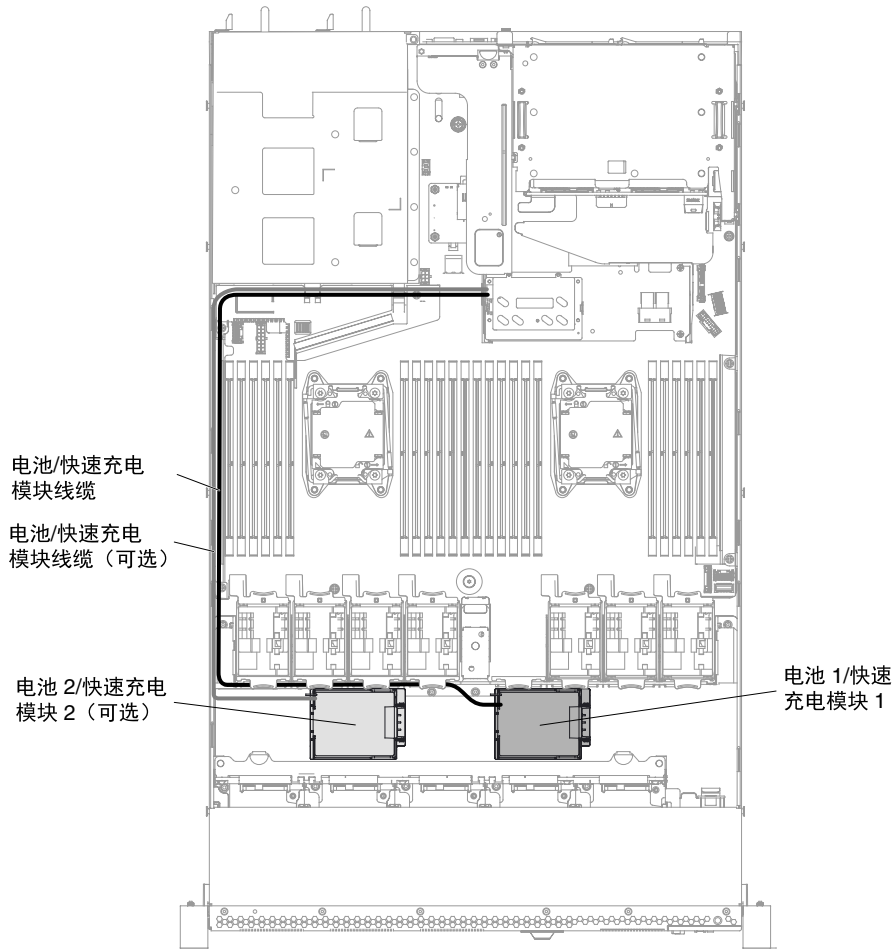 电池/快速充电
模块线缆
电池/快速充电
模块线缆（可选）
电池 2/快速充电
模块 2（可选）
电池 1/快速
充电模块 1